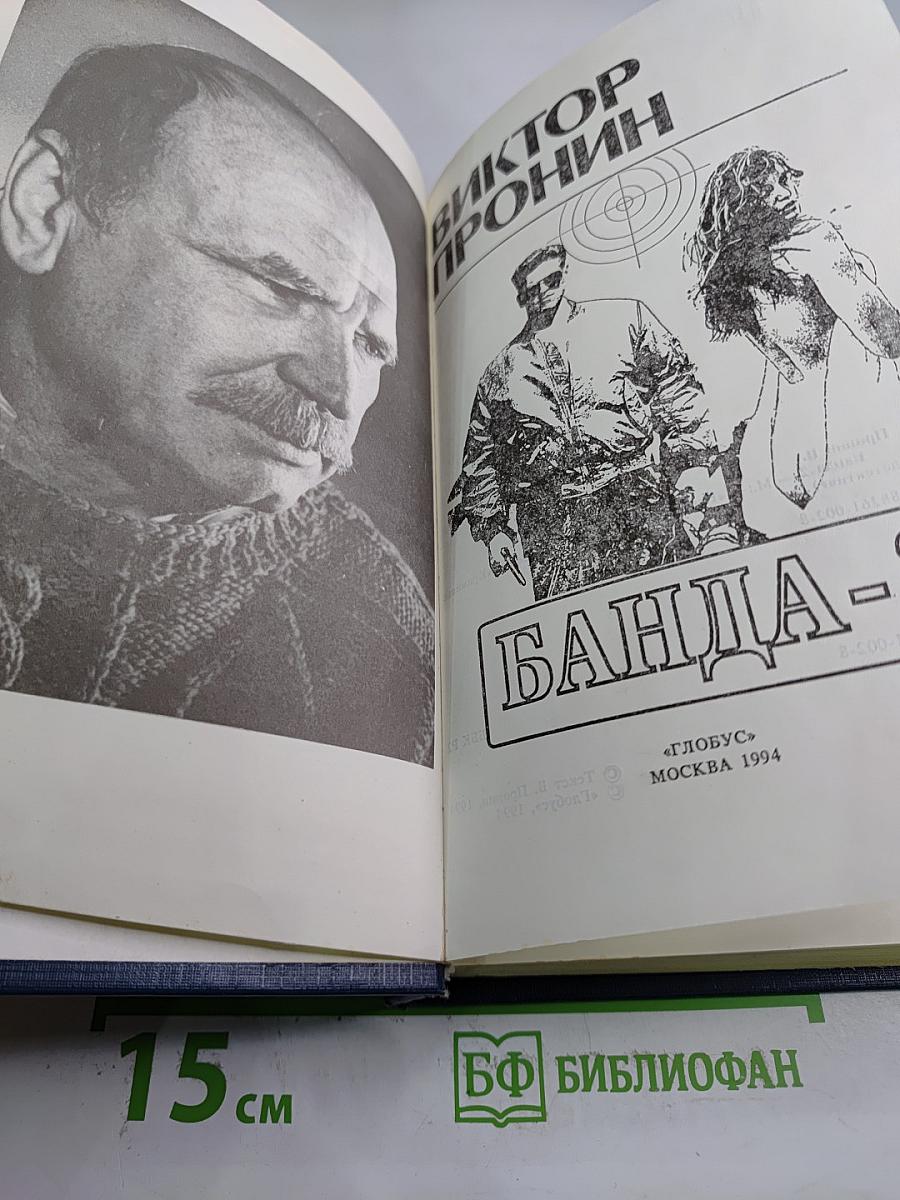 ВИКТОР
ПРОНИН
БАНДА-
«ГЛОБУС»
МОСКВА 1994
15 см
БФ БИБЛИОФАН